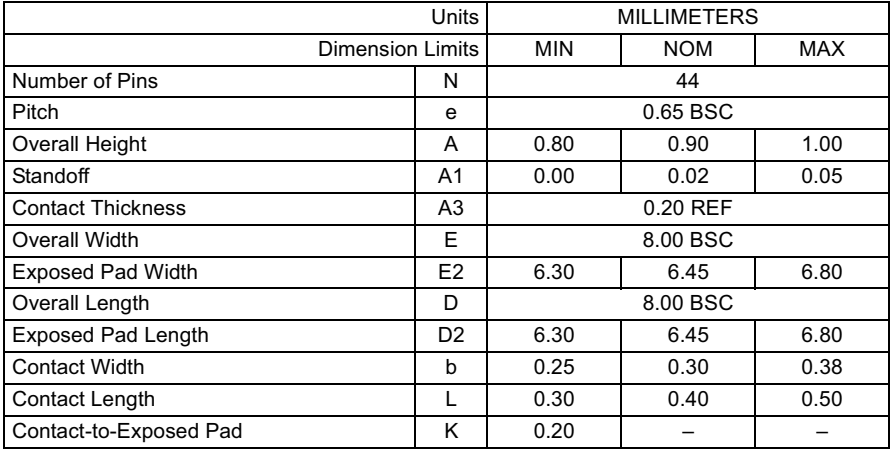 Units MILLIMETERS
Dimension Limits MIN NOM MAX
Number of Pins N 44
Pitch e 0.65 BSC
Overall Height A 0.80 0.90 1.00
Standoff A1 0.00 0.02 0.05
Contact Thickness A3 0.20 REF
Overall Width E 8.00 BSC
Exposed Pad Width E2 6.30 6.45 6.80
Overall Length D 8.00 BSC
Exposed Pad Length D2 6.30 6.45 6.80
Contact Width b 0.25 0.30 0.38
Contact Length L 0.30 0.40 0.50
Contact-to-Exposed Pad K 0.20 – –